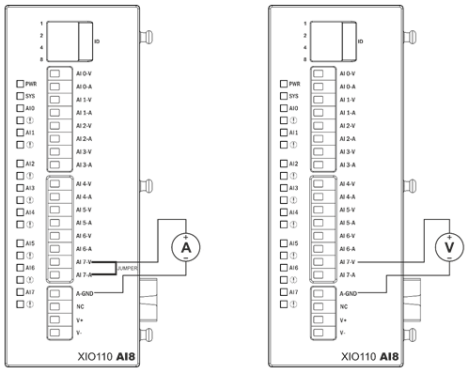 1
2
4
8
ID
PWR
SYS
AI0
AI1
AI2
AI3
AI4
AI5
AI6
AI7
AI 0-V
AI 0-A
AI 1-V
AI 1-A
AI 2-V
AI 2-A
AI 3-V
AI 3-A
AI 4-V
AI 4-A
AI 5-V
AI 5-A
AI 6-V
AI 6-A
AI 7-V
AI 7-A
JUMPER
A-GND
NC
V+
V-
+
A
−
XIO110 AI8
1
2
4
8
ID
PWR
SYS
AI0
AI1
AI2
AI3
AI4
AI5
AI6
AI7
AI 0-V
AI 0-A
AI 1-V
AI 1-A
AI 2-V
AI 2-A
AI 3-V
AI 3-A
AI 4-V
AI 4-A
AI 5-V
AI 5-A
AI 6-V
AI 6-A
AI 7-V
AI 7-A
A-GND
NC
V+
V-
+
V
−
XIO110 AI8